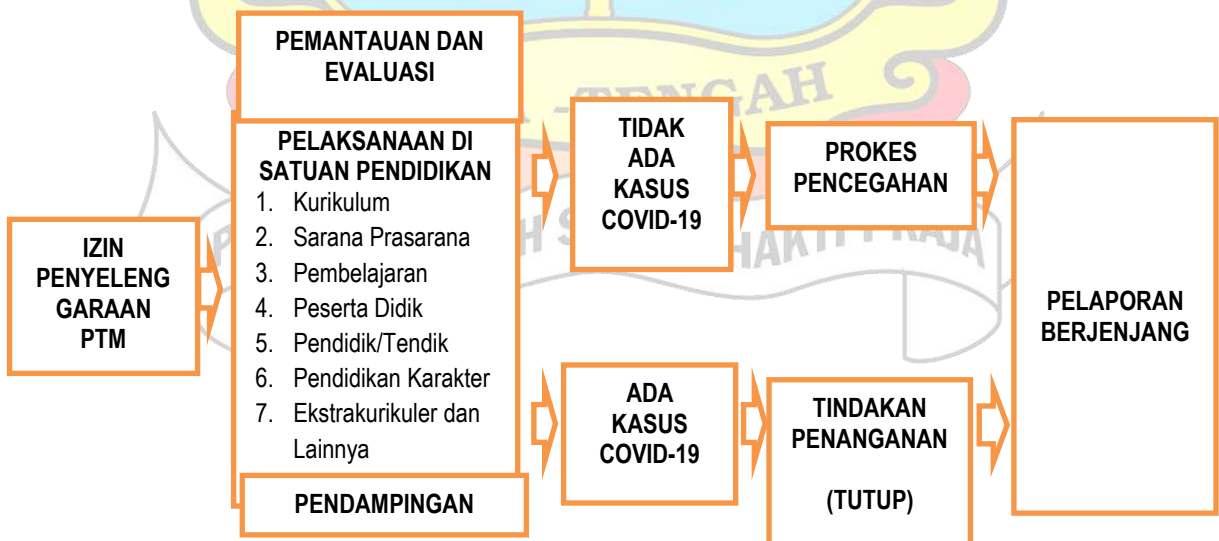 IZIN
PENYELENG
GARAAN
PTM
PEMANTAUAN DAN
EVALUASI
PELAKSANAAN DI
SATUAN PENDIDIKAN
1. Kurikulum
2. Sarana Prasarana
3. Pembelajaran
4. Peserta Didik
5. Pendidik/Tendik
6. Pendidikan Karakter
7. Ekstrakurikuler dan
Lainnya
PENDAMPINGAN
TIDAK
ADA
KASUS
COVID-19
PROKES
PENCEGAHAN
ADA
KASUS
COVID-19
TINDAKAN
PENANGANAN
(TUTUP)
PELAPORAN
BERJENJANG
TENGAH